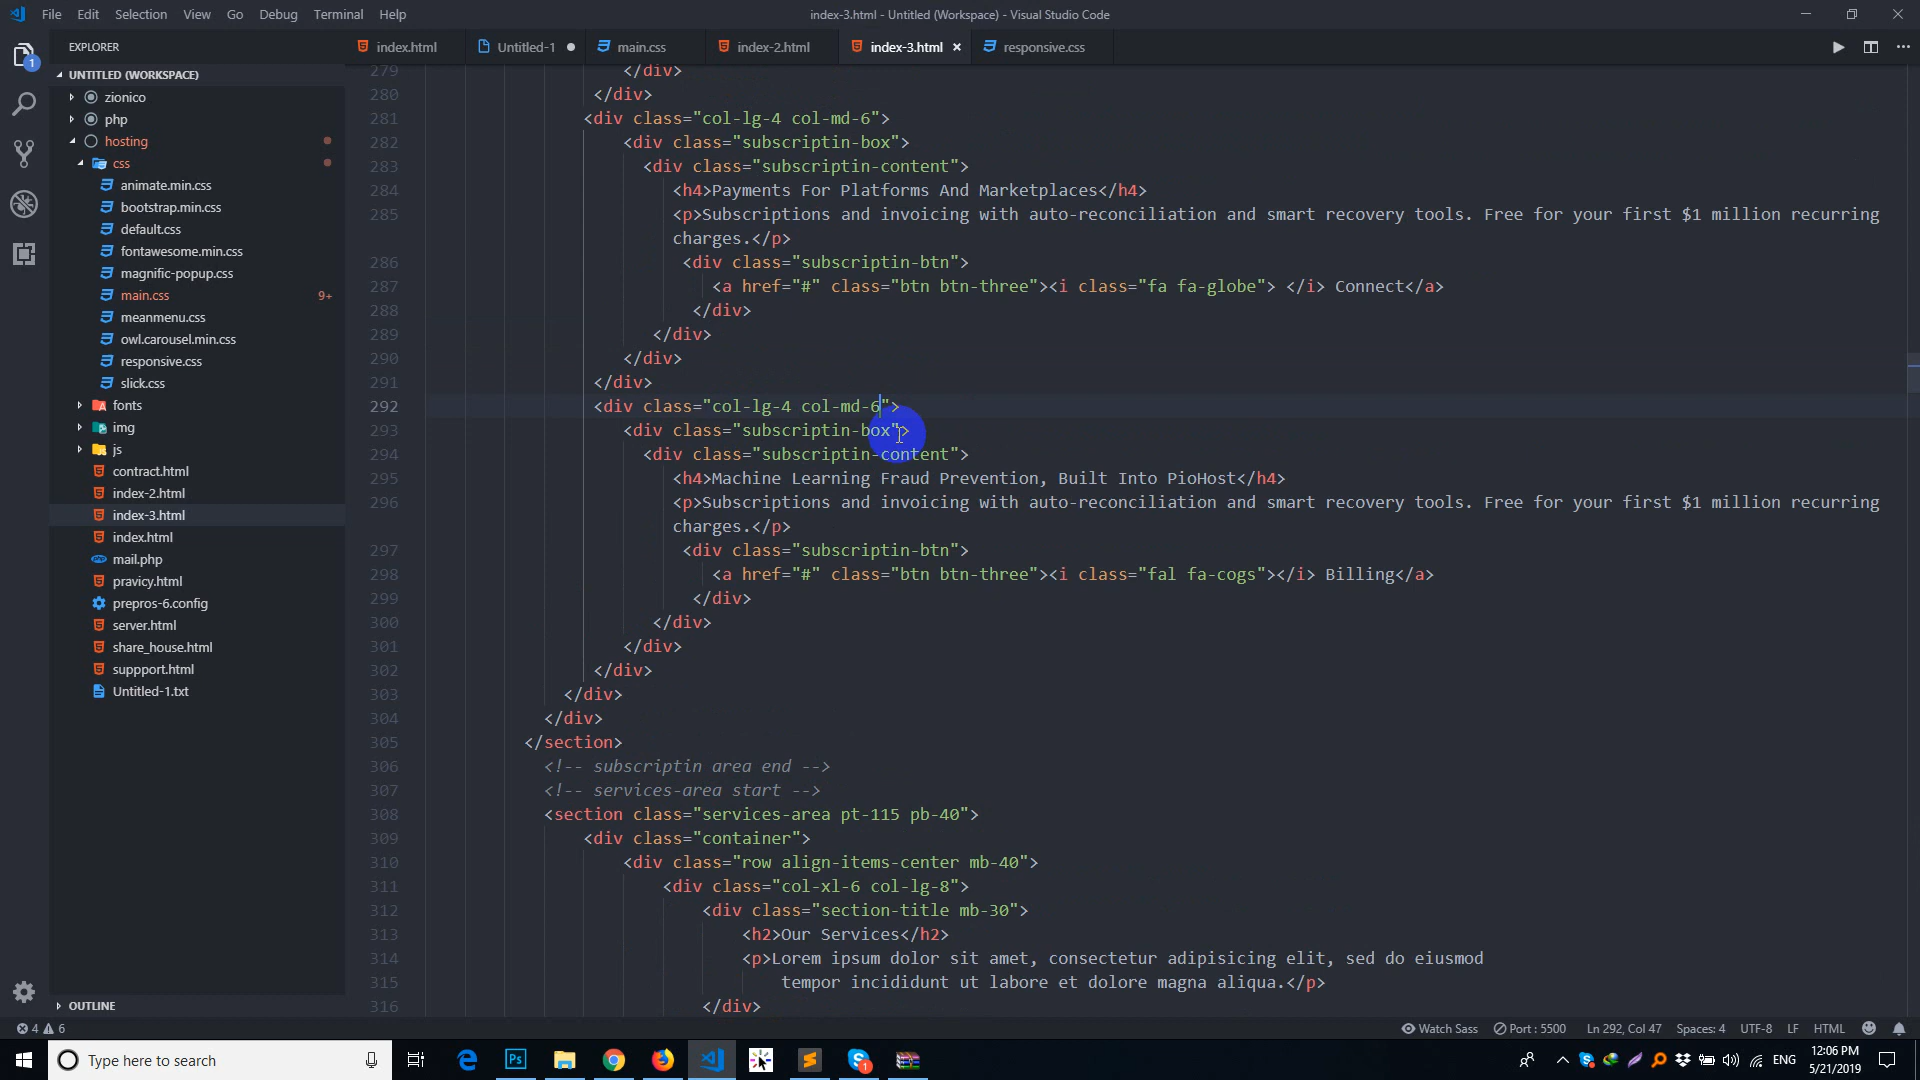 File Edit Selection View Go Debug Terminal Help
index-3.html - Untitled (Workspace) - Visual Studio Code
EXPLORER
index.html
Untitled-1
main.css
index-2.html
index-3.html
responsive.css
1
UNTITLED (WORKSPACE)
zionico
php
hosting
css
animate.min.css
bootstrap.min.css
default.css
fontawesome.min.css
magnific-popup.css
main.css 9+
meanmenu.css
owl.carousel.min.css
responsive.css
slick.css
fonts
img
js
contract.html
index-2.html
index-3.html
index.html
mail.php
pravicy.html
prepros-6.config
server.html
share_house.html
suppport.html
Untitled-1.txt
OUTLINE
279 </div>
280 </div>
281 <div class="col-lg-4 col-md-6">
282 <div class="subscriptin-box">
283 <div class="subscriptin-content">
284 <h4>Payments For Platforms And Marketplaces</h4>
285 <p>Subscriptions and invoicing with auto-reconciliation and smart recovery tools. Free for your first $1 million recurring
charges.</p>
286 <div class="subscriptin-btn">
287 <a href="#" class="btn btn-three"><i class="fa fa-globe"> </i> Connect</a>
288 </div>
289 </div>
290 </div>
291 </div>
292 <div class="col-lg-4 col-md-6">
293 <div class="subscriptin-box">
294 <div class="subscriptin-content">
295 <h4>Machine Learning Fraud Prevention, Built Into PioHost</h4>
296 <p>Subscriptions and invoicing with auto-reconciliation and smart recovery tools. Free for your first $1 million recurring
charges.</p>
297 <div class="subscriptin-btn">
298 <a href="#" class="btn btn-three"><i class="fal fa-cogs"></i> Billing</a>
299 </div>
300 </div>
301 </div>
302 </div>
303 </div>
304 </div>
305 </section>
306 <!-- subscriptin area end -->
307 <!-- services-area start -->
308 <section class="services-area pt-115 pb-40">
309 <div class="container">
310 <div class="row align-items-center mb-40">
311 <div class="col-xl-6 col-lg-8">
312 <div class="section-title mb-30">
313 <h2>Our Services</h2>
314 <p>Lorem ipsum dolor sit amet, consectetur adipisicing elit, sed do eiusmod
315 tempor incididunt ut labore et dolore magna aliqua.</p>
316 </div>
4 6
Watch Sass Port : 5500 Ln 292, Col 47 Spaces: 4 UTF-8 LF HTML
Type here to search
Ps
1
ENG
12:06 PM
5/21/2019